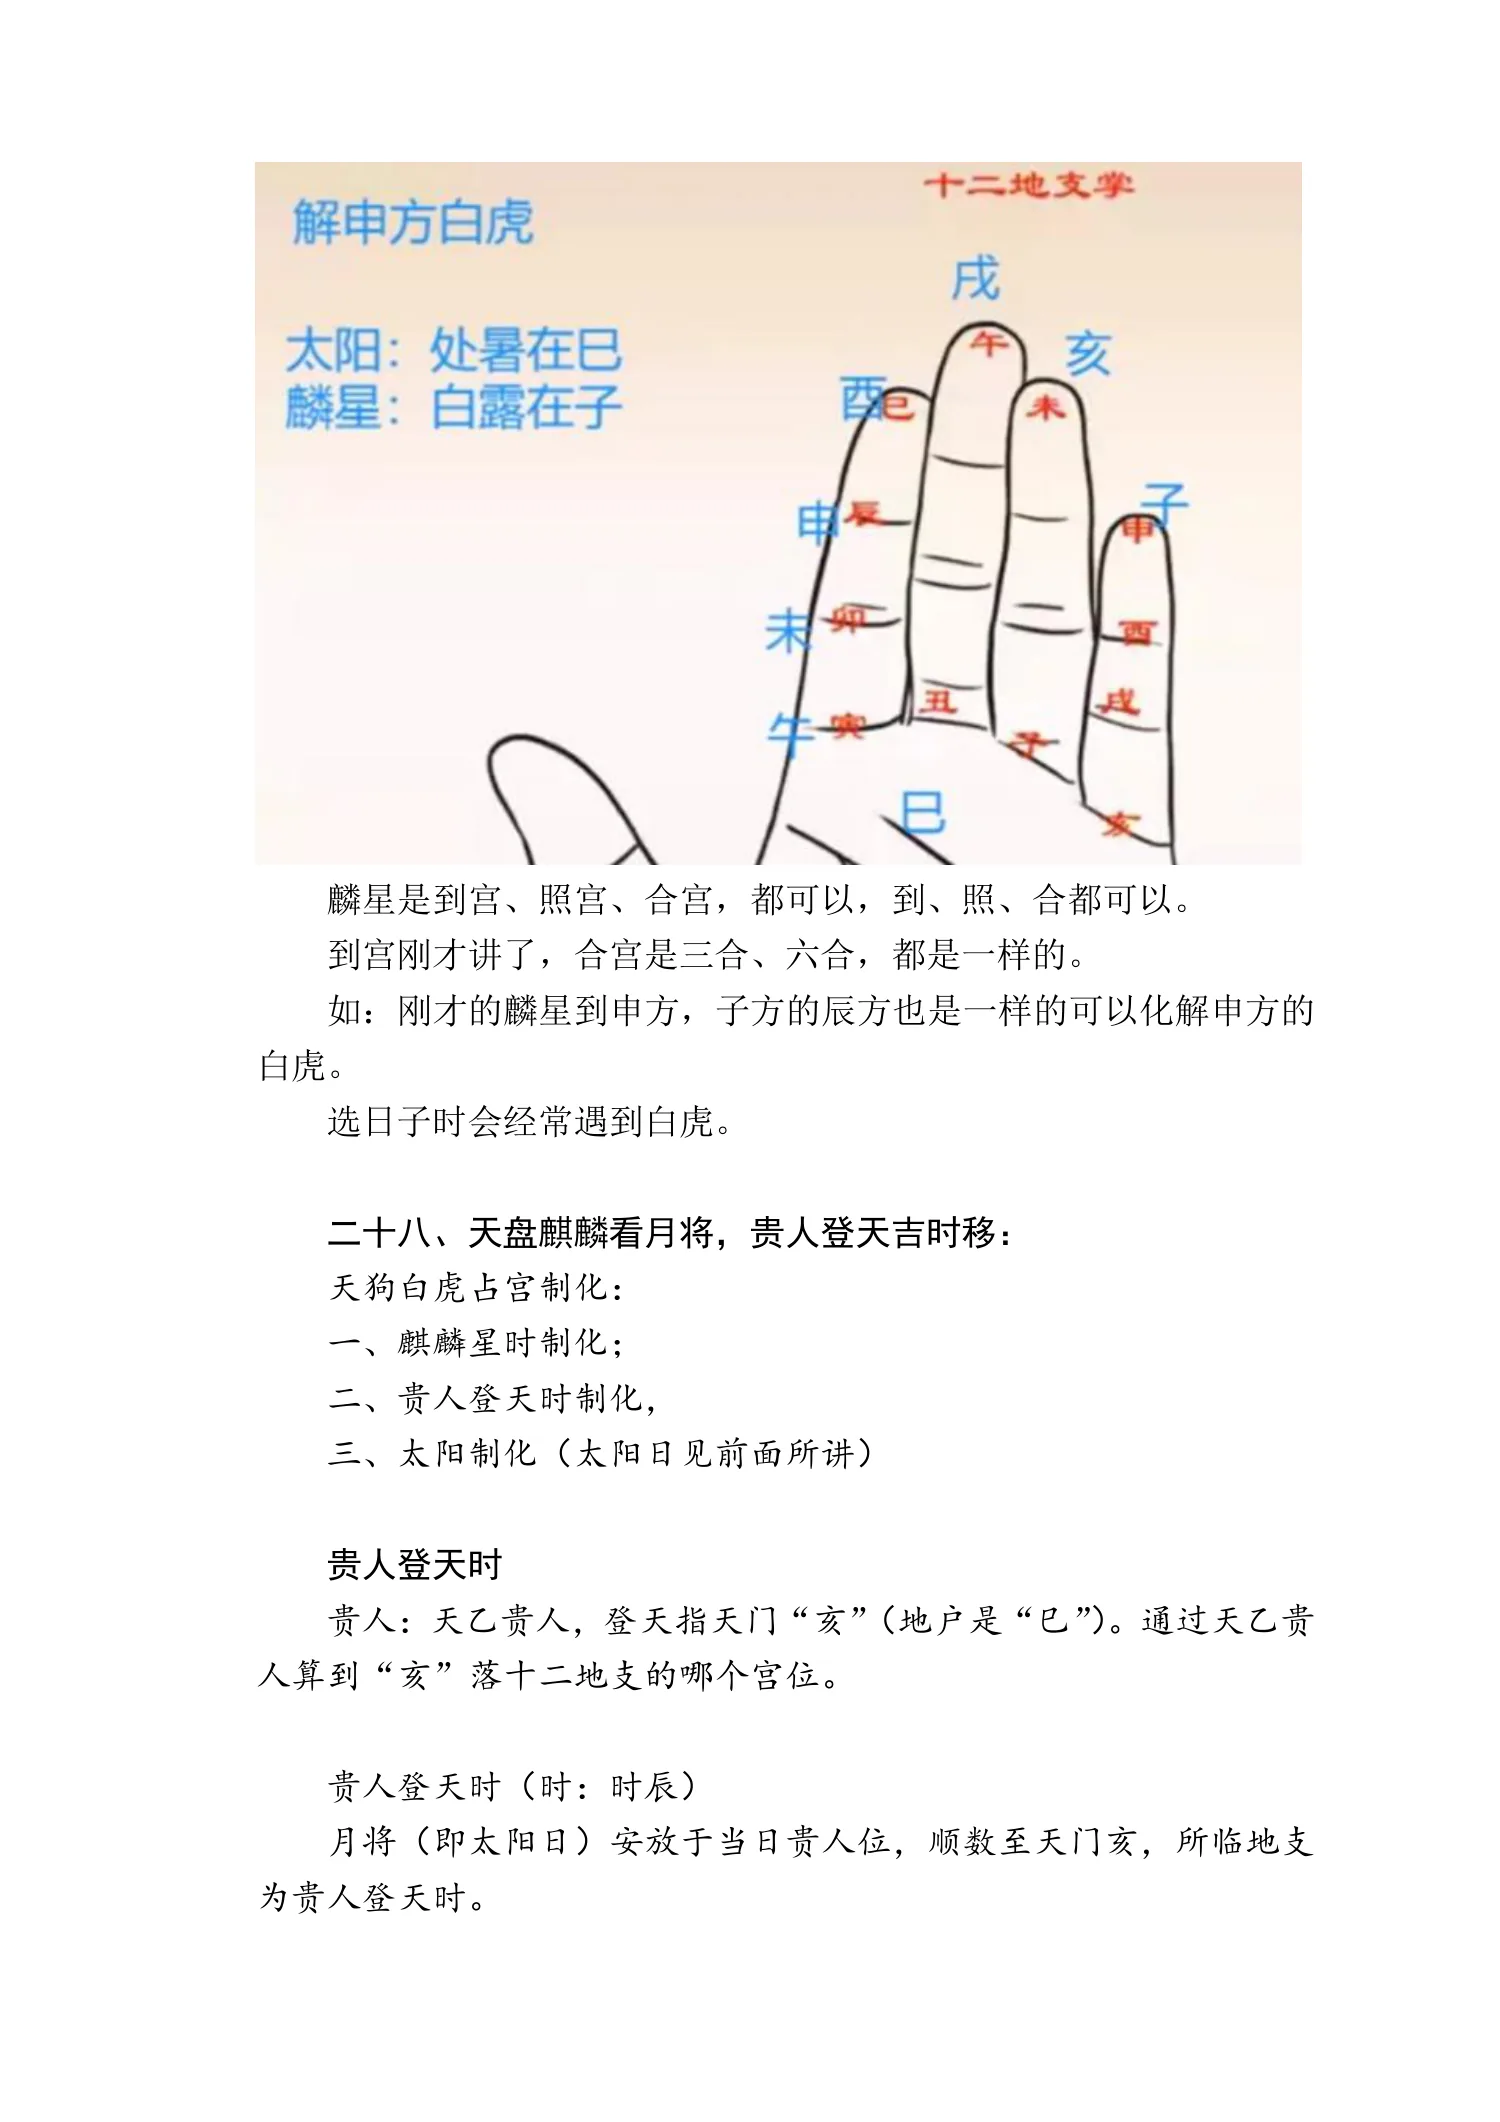 十二地支掌
解申方白虎
太阳：处暑在巳
麟星：白露在子
戌
午
亥
酉
巳
未
子
申
辰
申
未
卯
酉
丑
戌
午
寅
子
巳
亥
麟星是到宫、照宫、合宫，都可以，到、照、合都可以。
到宫刚才讲了，合宫是三合、六合，都是一样的。
如：刚才的麟星到申方，子方的辰方也是一样的可以化解申方的
白虎。
选日子时会经常遇到白虎。
二十八、天盘麒麟看月将，贵人登天吉时移：
天狗白虎占宫制化：
一、麒麟星时制化；
二、贵人登天时制化，
三、太阳制化（太阳日见前面所讲）
贵人登天时
贵人：天乙贵人，登天指天门“亥”（地户是“巳”）。通过天乙贵
人算到“亥”落十二地支的哪个宫位。
贵人登天时（时：时辰）
月将（即太阳日）安放于当日贵人位，顺数至天门亥，所临地支
为贵人登天时。